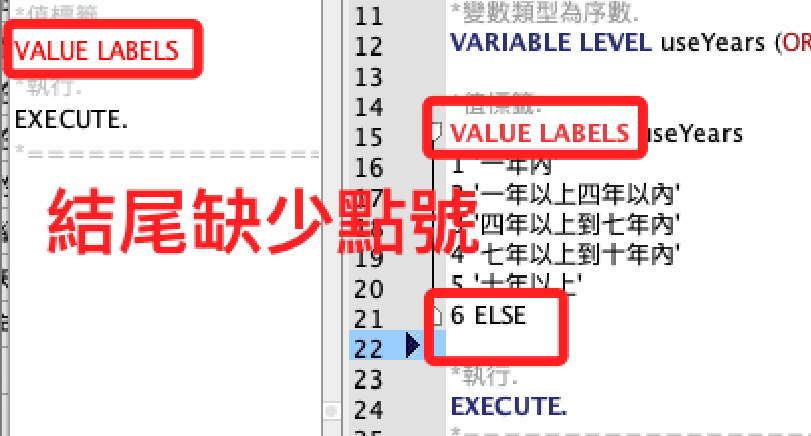 *值標籤.
VALUE LABELS
*執行.
EXECUTE.
*================
結尾缺少點號
11 *變數類型為序數.
12 VARIABLE LEVEL useYears (OR
13
14 *值標籤.
15 VALUE LABELS useYears
16 1 '一年內'
17 '一年以上四年以內'
'四年以上到七年內'
19 4 '七年以上到十年內'
20 5 '十年以上'
21 6 ELSE
22
23 *執行.
24 EXECUTE.